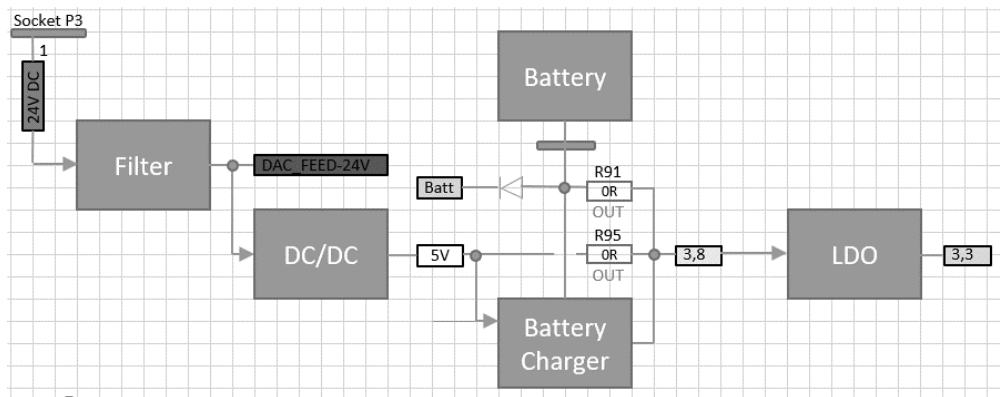 Socket P3
1
24V DC
Battery
Filter
DAC_FEED-24V
Batt
R91
0R
OUT
DC/DC
5V
R95
0R
OUT
3,8
LDO
3,3
Battery
Charger